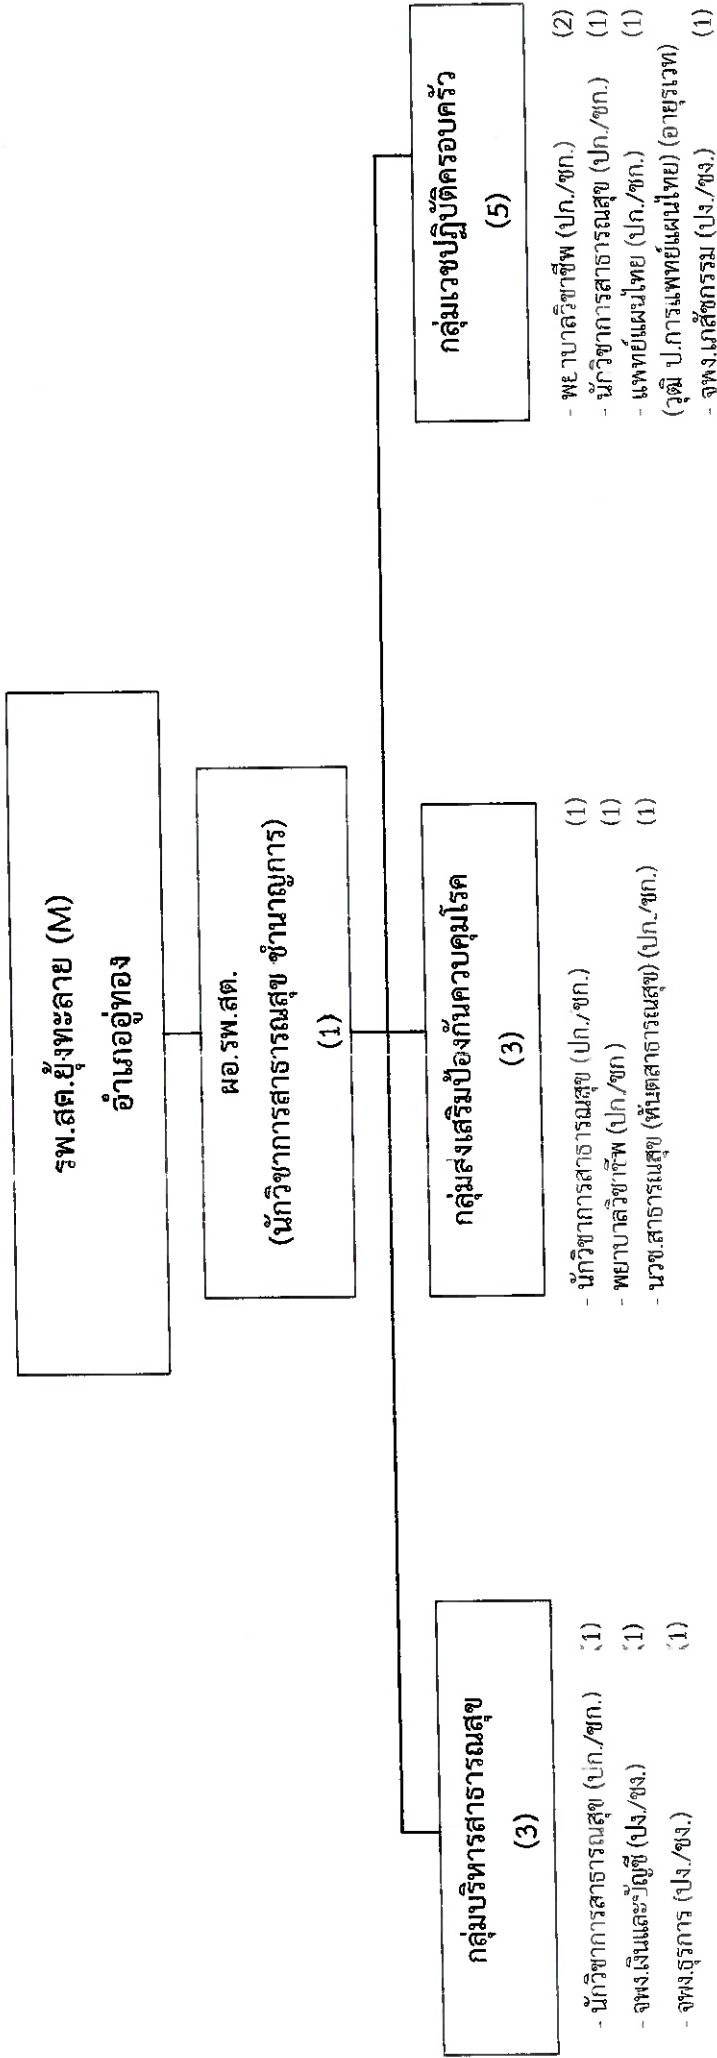 รพ.สต.ยุ้งทะลาย (M)
อำเภออู่ทอง
ผอ.รพ.สต.
(นักวิชาการสาธารณสุข ชำนาญการ)
(1)
กลุ่มบริหารสาธารณสุข
(3)
- นักวิชาการสาธารณสุข (ปก./ชก.) (1)
- จพง.เงินและบัญชี (ปง./ชง.) (1)
- จพง.ธุรการ (ปง./ชง.) (1)
กลุ่มส่งเสริมป้องกันควบคุมโรค
(3)
- นักวิชาการสาธารณสุข (ปก./ชก.) (1)
- พยาบาลวิชาชีพ (ปก./ชก) (1)
- นวช.สาธารณสุข (ทันตสาธารณสุข) (ปก./ชก.) (1)
กลุ่มเวชปฏิบัติครอบครัว
(5)
- พยาบาลวิชาชีพ (ปก./ชก.) (2)
- นักวิชาการสาธารณสุข (ปก./ชก.) (1)
- แพทย์แผนไทย (ปก./ชก.) (1)
(วุฒิ ป.การแพทย์แผนไทย) (อายุรเวท)
- จพง.เภสัชกรรม (ปง./ชง.) (1)